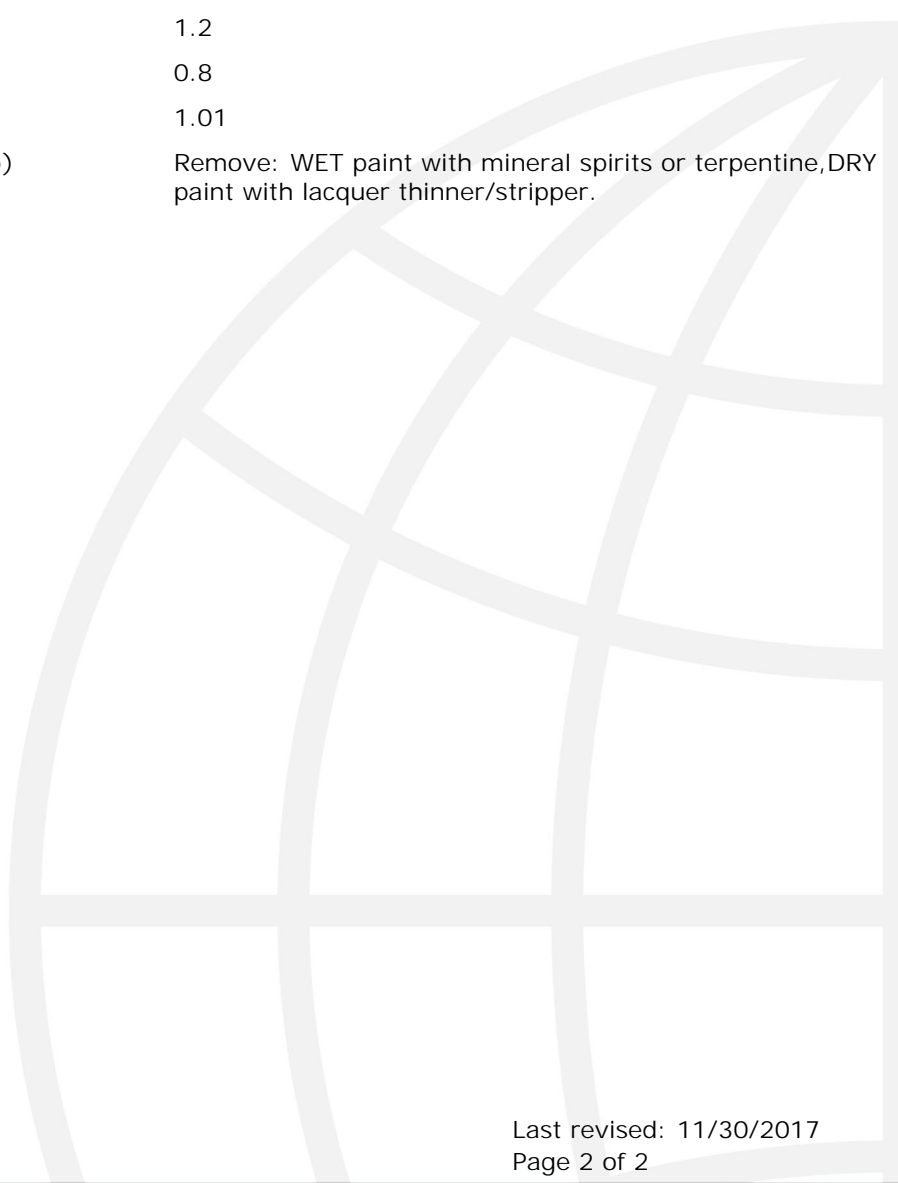 1.2
0.8
1.01
)
Remove: WET paint with mineral spirits or terpentine,DRY
paint with lacquer thinner/stripper.
Last revised: 11/30/2017
Page 2 of 2